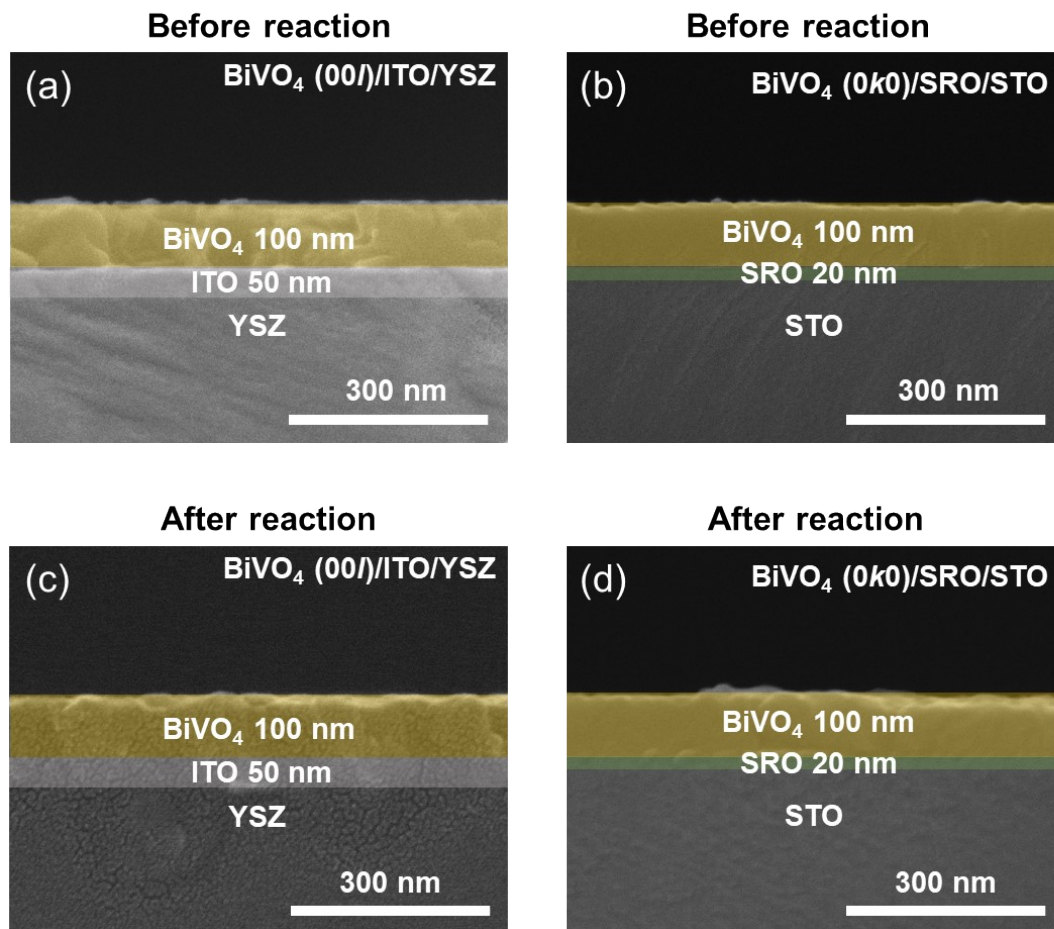 Before reaction
(a)
BiVO₄ (00l)/ITO/YSZ
BiVO₄ 100 nm
ITO 50 nm
YSZ
300 nm
Before reaction
(b)
BiVO₄ (0k0)/SRO/STO
BiVO₄ 100 nm
SRO 20 nm
STO
300 nm
After reaction
(c)
BiVO₄ (00l)/ITO/YSZ
BiVO₄ 100 nm
ITO 50 nm
YSZ
300 nm
After reaction
(d)
BiVO₄ (0k0)/SRO/STO
BiVO₄ 100 nm
SRO 20 nm
STO
300 nm